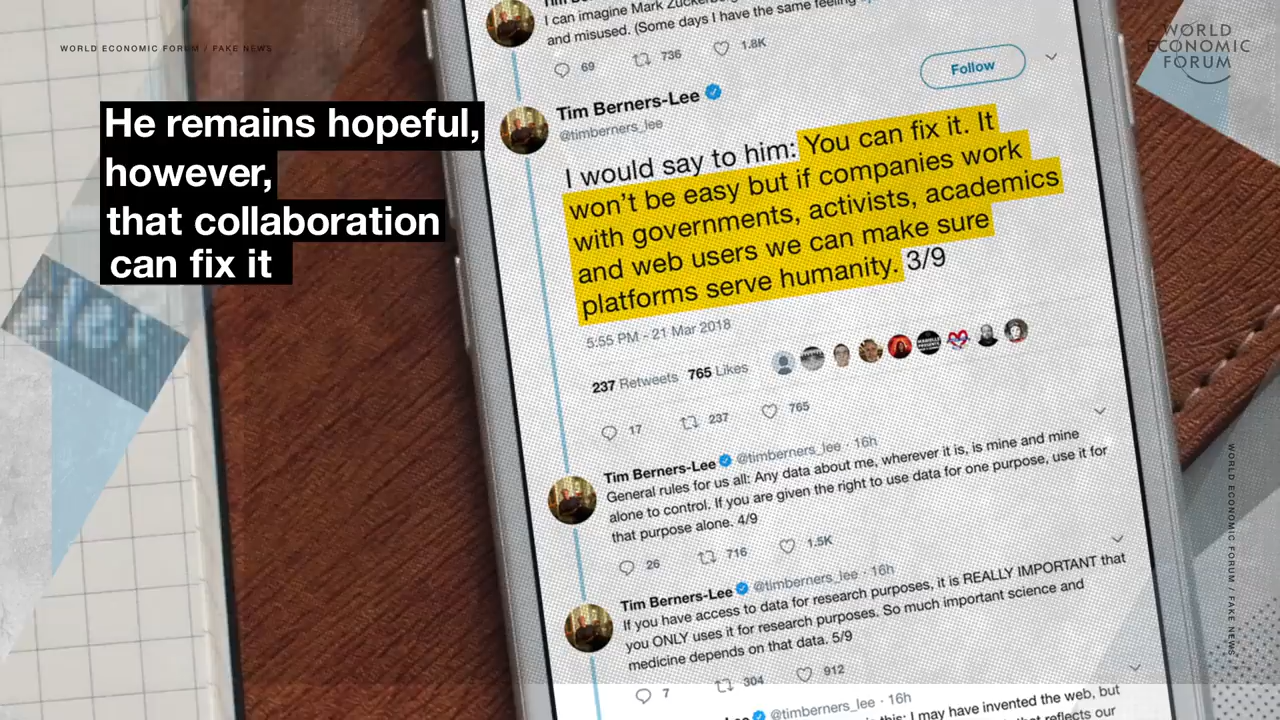 WORLD ECONOMIC FORUM / FAKE NEWS
WORLD
ECONOMIC
FORUM
He remains hopeful,
however,
that collaboration
can fix it
I can imagine Mark
and misused. (Some days I have the same feeling
69 736 1.8K
Follow
Tim Berners-Lee
@timberners_lee
I would say to him: You can fix it. It
won't be easy but if companies work
with governments, activists, academics
and web users we can make sure
platforms serve humanity. 3/9
5:55 PM - 21 Mar 2018
237 Retweets 765 Likes
17 237 765
Tim Berners-Lee @timberners_lee · 16h
General rules for us all: Any data about me, wherever it is, is mine and mine
alone to control. If you are given the right to use data for one purpose, use it for
that purpose alone. 4/9
26 716 1.5K
Tim Berners-Lee @timberners_lee · 16h
If you have access to data for research purposes, it is REALLY IMPORTANT that
you ONLY uses it for research purposes. So much important science and
medicine depends on that data. 5/9
7 304 912
@timberners_lee · 16h
this: I may have invented the web, but
that reflects our
WORLD ECONOMIC FORUM / FAKE NEWS